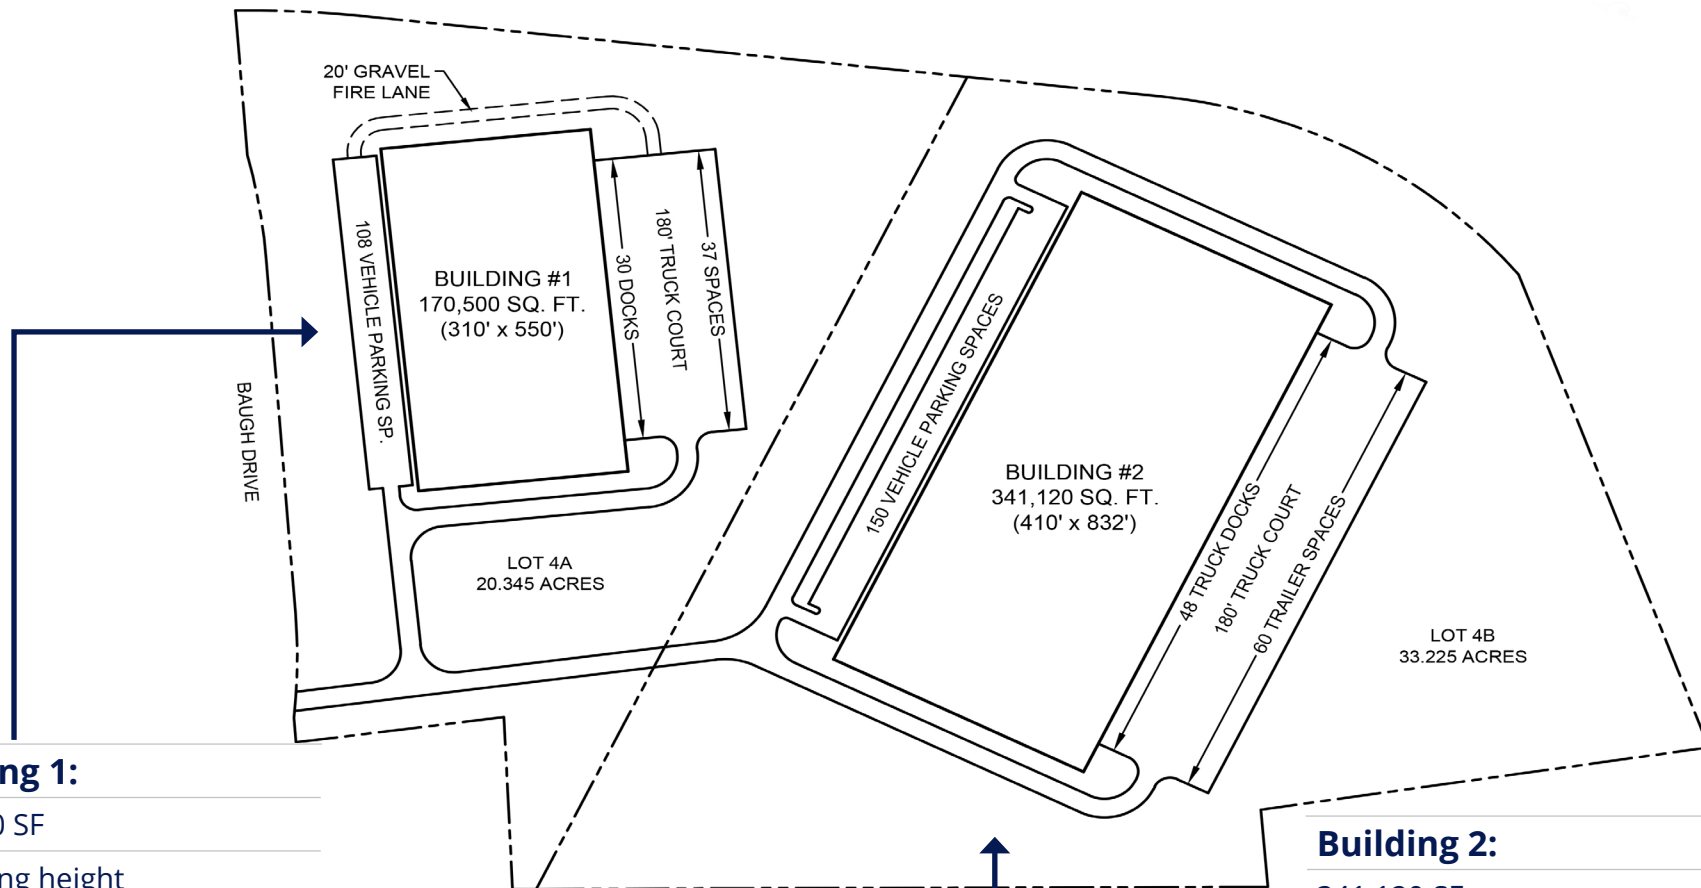 20' GRAVEL
FIRE LANE
108 VEHICLE PARKING SP.
BUILDING #1
170,500 SQ. FT.
(310' x 550')
30 DOCKS
180' TRUCK COURT
37 SPACES
BAUGH DRIVE
LOT 4A
20.345 ACRES
150 VEHICLE PARKING SPACES
BUILDING #2
341,120 SQ. FT.
(410' x 832')
48 TRUCK DOCKS
180' TRUCK COURT
60 TRAILER SPACES
LOT 4B
33.225 ACRES
ng 1:
0 SF
ng height
Building 2: